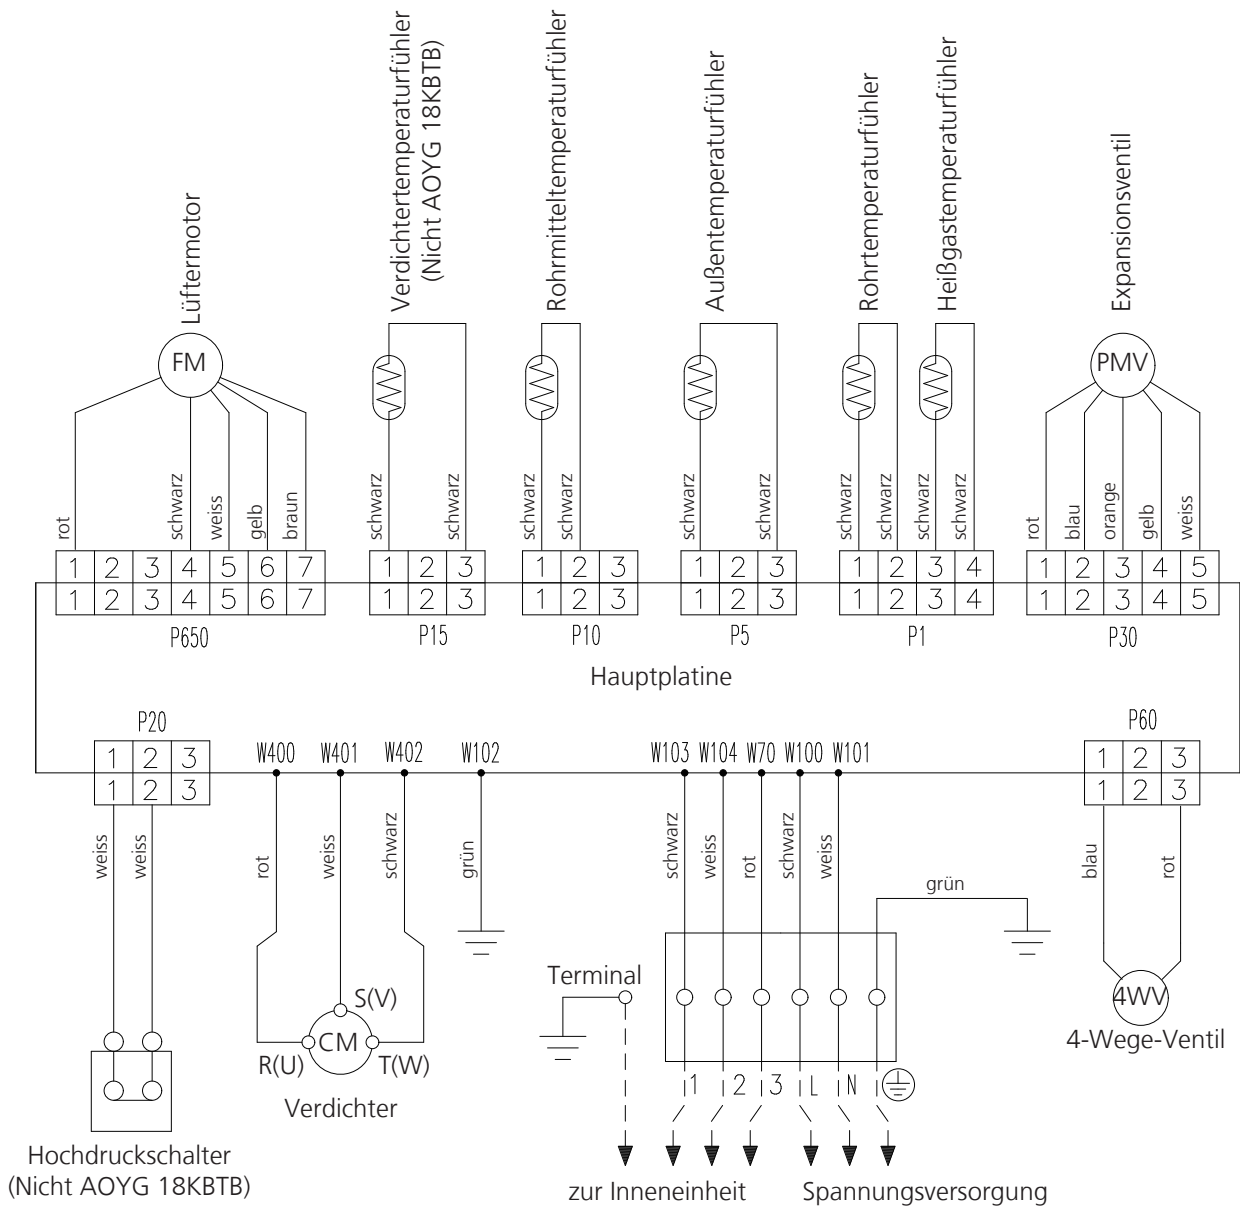 Lüftermotor
Verdichtertemperaturfühler
(Nicht AOYG 18KBTB)
Rohrmitteltemperaturfühler
Außentemperaturfühler
Rohrtemperaturfühler
Heißgastemperaturfühler
Expansionsventil
FM
PMV
rot
schwarz
weiss
gelb
braun
schwarz
schwarz
schwarz
schwarz
schwarz
schwarz
schwarz
schwarz
schwarz
schwarz
rot
blau
orange
gelb
weiss
1 2 3 4 5 6 7
1 2 3
1 2 3
1 2 3
1 2 3 4
1 2 3 4 5
1 2 3 4 5 6 7
1 2 3
1 2 3
1 2 3
1 2 3 4
1 2 3 4 5
P650
P15
P10
P5
P1
P30
Hauptplatine
P20
P60
1 2 3
W400
W401
W402
W102
W103
W104
W70
W100
W101
1 2 3
1 2 3
1 2 3
weiss
weiss
rot
weiss
schwarz
grün
schwarz
weiss
rot
schwarz
weiss
grün
blau
rot
Terminal
S(V)
CM
R(U)
T(W)
4WV
4-Wege-Ventil
1
2
3
L
N
Verdichter
Hochdruckschalter
(Nicht AOYG 18KBTB)
zur Inneneinheit
Spannungsversorgung